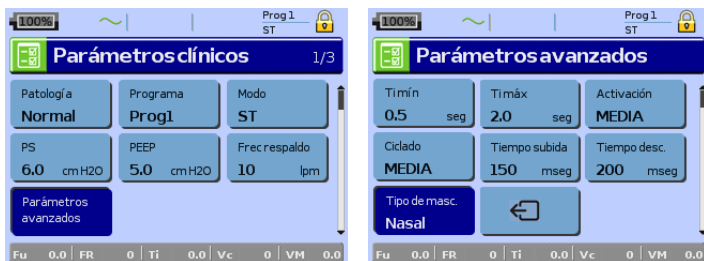 100%
Prog 1
ST
Parámetros clínicos 1/3
Patología Programa Modo
Normal Prog1 ST
PS PEEP Frec respaldo
6.0 cmH2O 5.0 cmH2O 10 lpm
Parámetros
avanzados
Fu 0.0 FR 0 Ti 0.0 Vc 0 VM 0.0
100%
Prog 1
ST
Parámetros avanzados
Ti mín Ti máx Activación
0.5 seg 2.0 seg MEDIA
Ciclado Tiempo subida Tiempo desc.
MEDIA 150 mseg 200 mseg
Tipo de masc.
Nasal
Fu 0.0 FR 0 Ti 0.0 Vc 0 VM 0.0